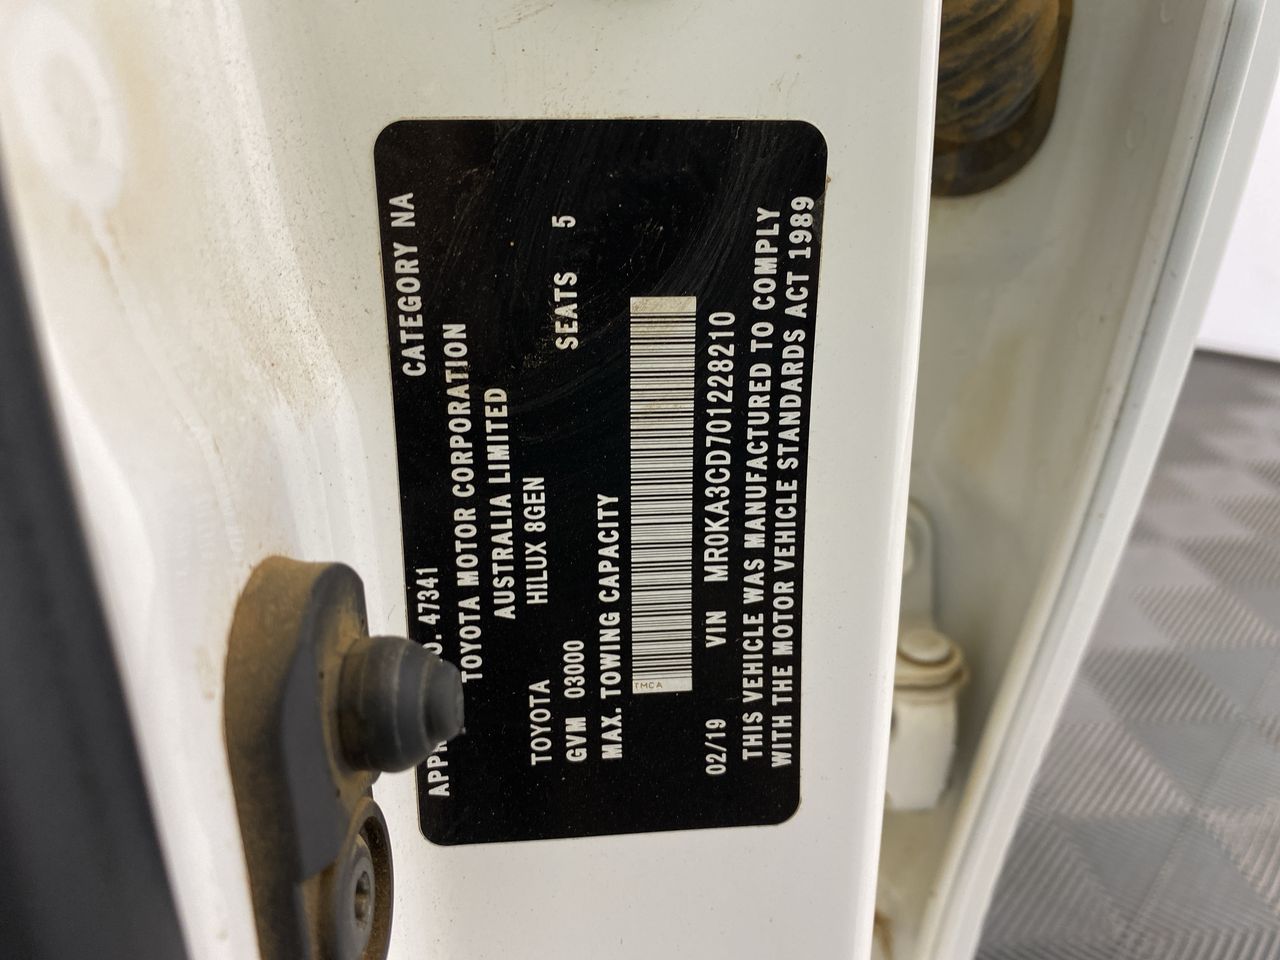 47341 CATEGORY NA
TOYOTA MOTOR CORPORATION
AUSTRALIA LIMITED
TOYOTA HILUX 8GEN
GVM 03000 SEATS 5
MAX. TOWING CAPACITY
TMCA
02/19 VIN MR0KA3CD701228210
THIS VEHICLE WAS MANUFACTURED TO COMPLY
WITH THE MOTOR VEHICLE STANDARDS ACT 1989